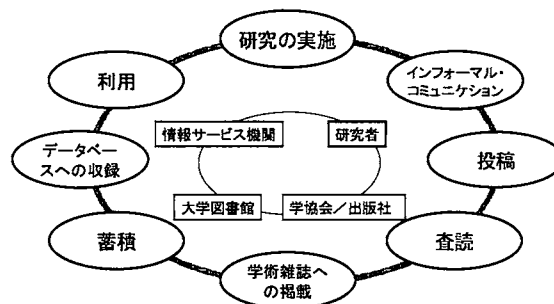 研究の実施
利用
インフォーマル・
コミュニケション
情報サービス機関
研究者
データベー
スへの収録
投稿
大学図書館
学協会／出版社
蓄積
査読
学術雑誌へ
の掲載